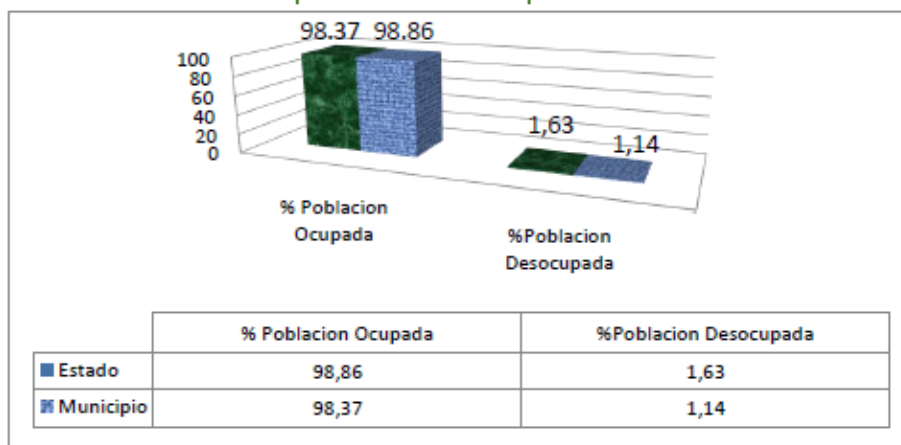 98.37 98.86
100
80
60
40
20
0
1,63
1,14
% Poblacion
Ocupada
%Poblacion
Desocupada
% Poblacion Ocupada %Poblacion Desocupada
Estado 98,86 1,63
Municipio 98,37 1,14